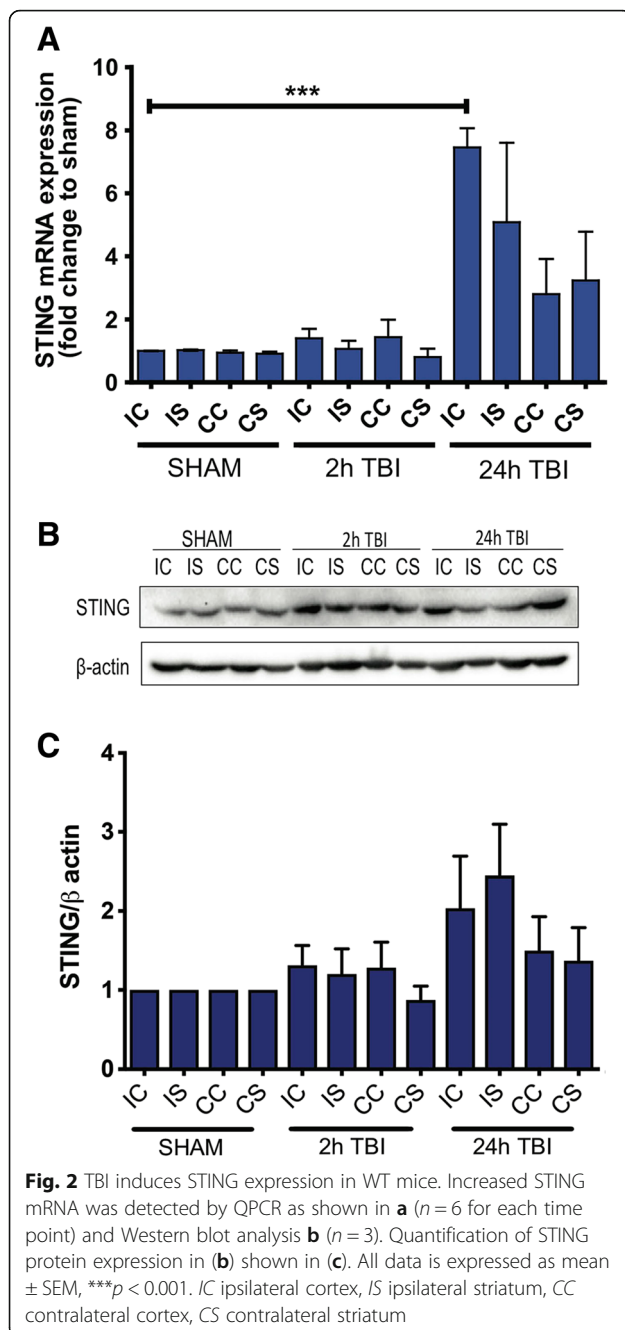 A
STING mRNA expression
(fold change to sham)
10
8
6
4
2
0
***
IC IS CC CS IC IS CC CS IC IS CC CS
SHAM 2h TBI 24h TBI
B
SHAM 2h TBI 24h TBI
IC IS CC CS IC IS CC CS IC IS CC CS
STING
β-actin
C
STING/β actin
4
3
2
1
0
IC IS CC CS IC IS CC CS IC IS CC CS
SHAM 2h TBI 24h TBI
Fig. 2 TBI induces STING expression in WT mice. Increased STING
mRNA was detected by QPCR as shown in a (n = 6 for each time
point) and Western blot analysis b (n = 3). Quantification of STING
protein expression in (b) shown in (c). All data is expressed as mean
± SEM, ***p < 0.001. IC ipsilateral cortex, IS ipsilateral striatum, CC
contralateral cortex, CS contralateral striatum